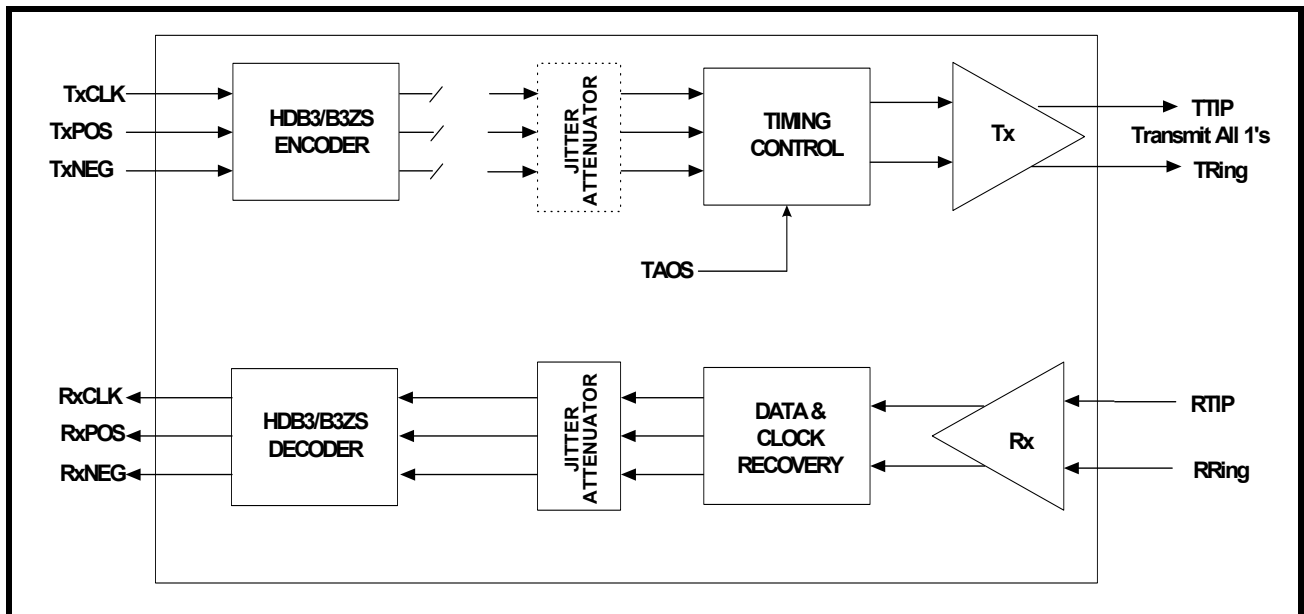 TxCLK
TxPOS
TxNEG
HDB3/B3ZS
ENCODER
JITTER
ATTENUATOR
TIMING
CONTROL
Tx
TTIP
Transmit All 1's
TRing
TAOS
RxCLK
RxPOS
RxNEG
HDB3/B3ZS
DECODER
JITTER
ATTENUATOR
DATA &
CLOCK
RECOVERY
Rx
RTIP
RRing